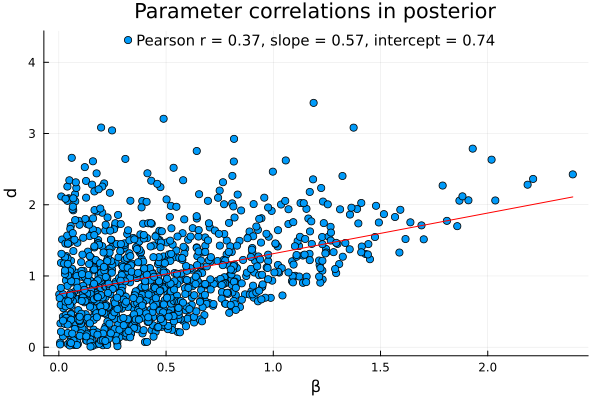 Parameter correlations in posterior
Pearson r = 0.37, slope = 0.57, intercept = 0.74
4
3
d
2
1
0
0.0 0.5 1.0 1.5 2.0
β